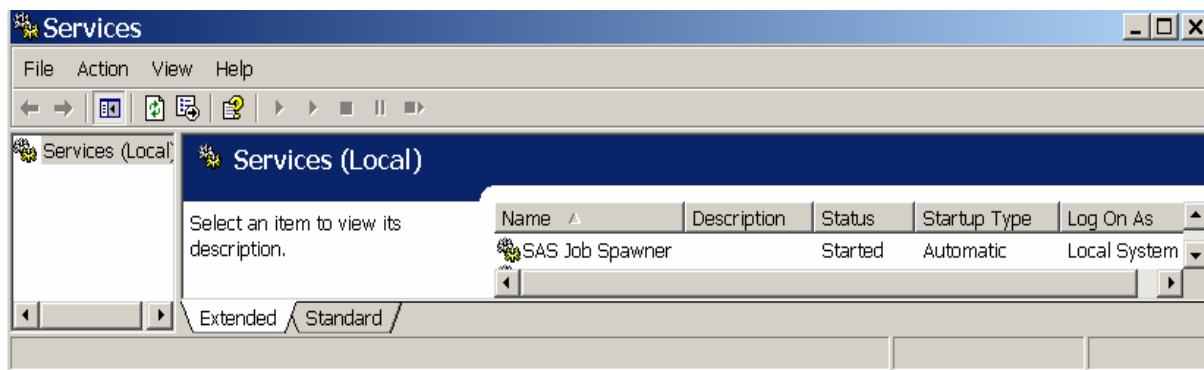 Services
File Action View Help
Services (Local)
Services (Local)
Select an item to view its
description.
Name Description Status Startup Type Log On As
SAS Job Spawner Started Automatic Local System
Extended Standard